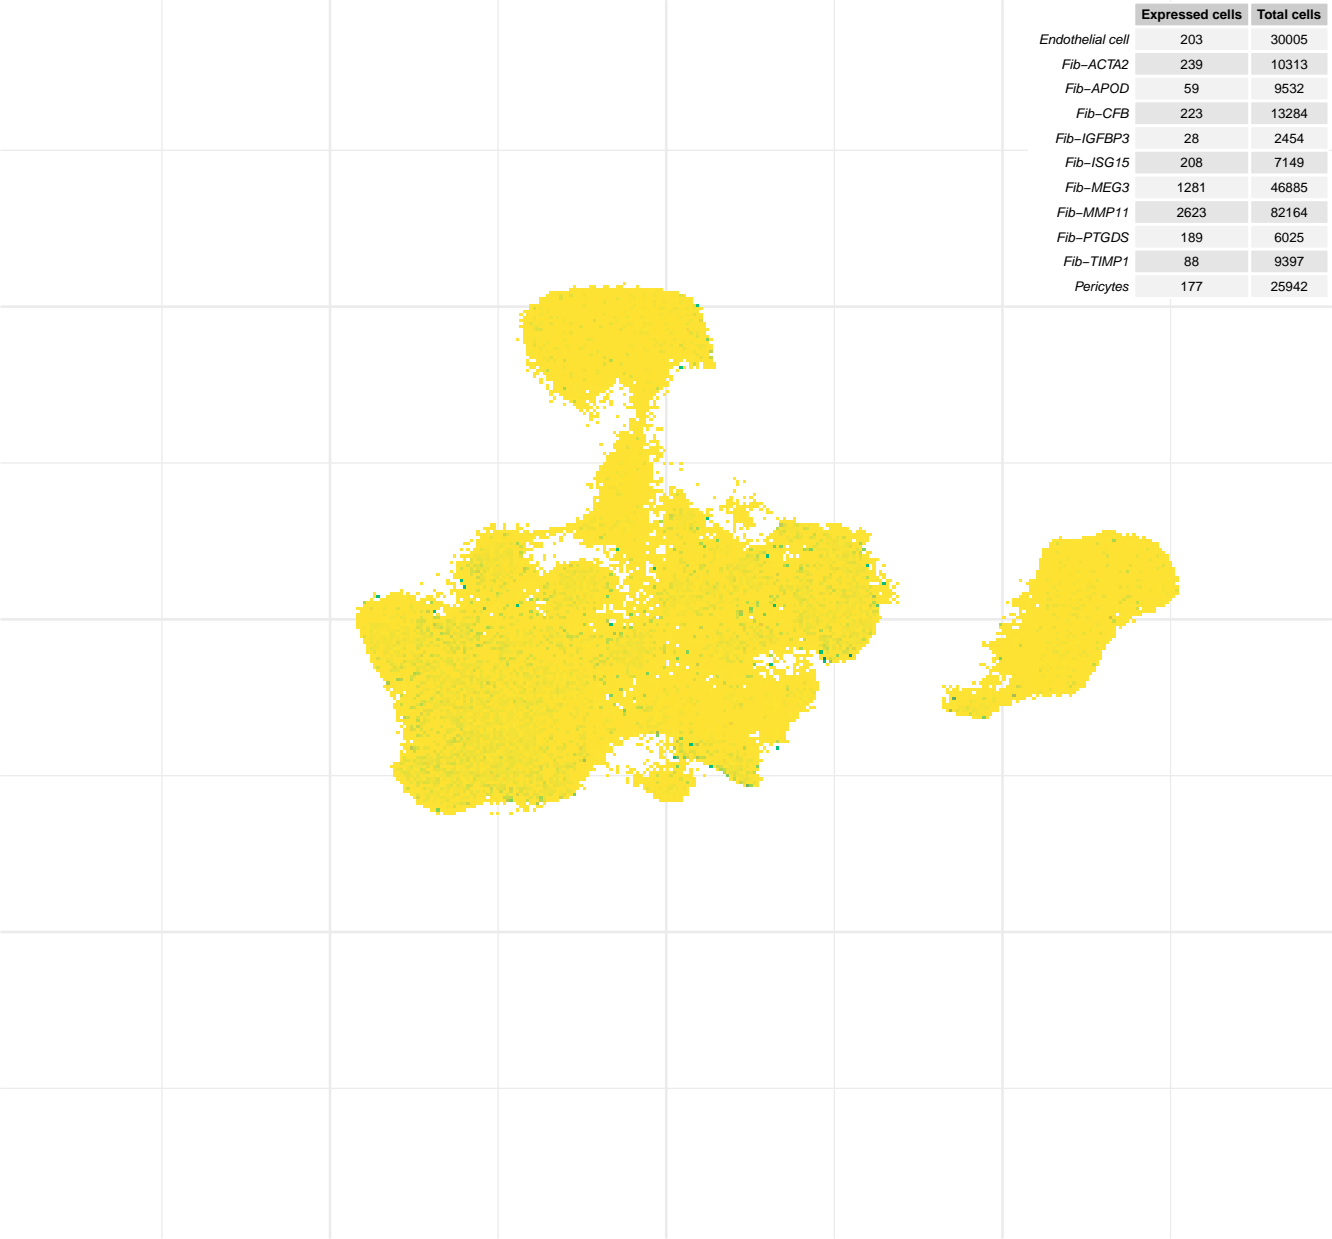 Expressed cells Total cells
Endothelial cell 203 30005
Fib−ACTA2 239 10313
Fib−APOD 59 9532
Fib−CFB 223 13284
Fib−IGFBP3 28 2454
Fib−ISG15 208 7149
Fib−MEG3 1281 46885
Fib−MMP11 2623 82164
Fib−PTGDS 189 6025
Fib−TIMP1 88 9397
Pericytes 177 25942